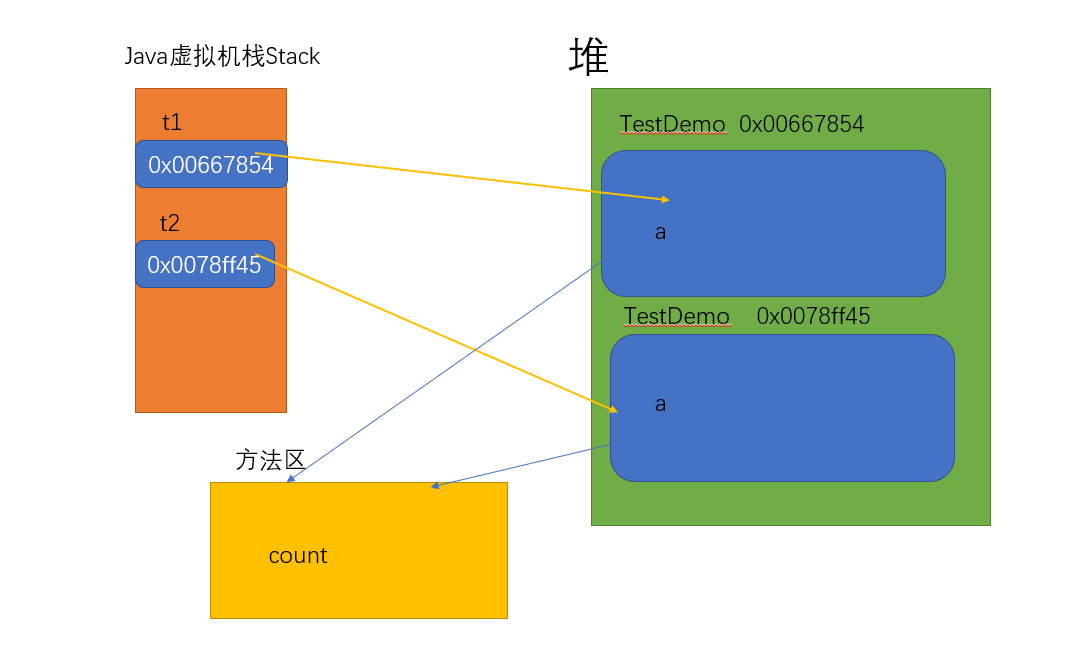 Java虚拟机栈Stack
堆
t1
0x00667854
t2
0x0078ff45
TestDemo 0x00667854
a
TestDemo 0x0078ff45
a
方法区
count